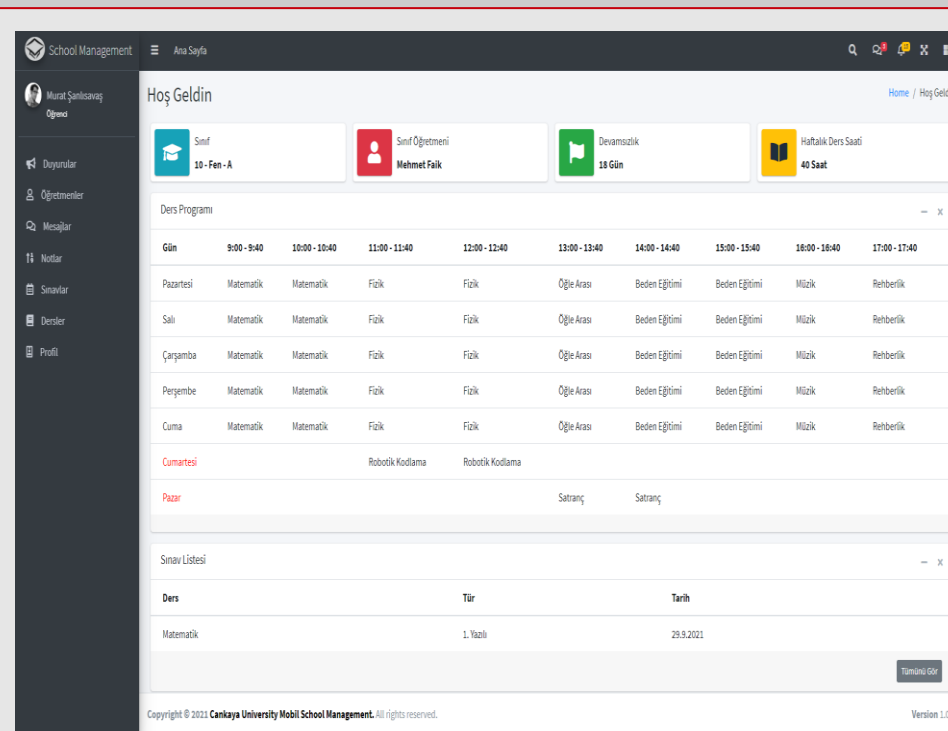 School Management Ana Sayfa
Murat Şanlısavaş
Öğrenci
Duyurular
Öğretmenler
Mesajlar
Notlar
Sınavlar
Dersler
Profil
Hoş Geldin
Home / Hoş Geld
Sınıf
10 - Fen - A
Sınıf Öğretmeni
Mehmet Faik
Devamsızlık
18 Gün
Haftalık Ders Saati
40 Saat
Ders Programı
Gün 9:00 - 9:40 10:00 - 10:40 11:00 - 11:40 12:00 - 12:40 13:00 - 13:40 14:00 - 14:40 15:00 - 15:40 16:00 - 16:40 17:00 - 17:40
Pazartesi Matematik Matematik Fizik Fizik Öğle Arası Beden Eğitimi Beden Eğitimi Müzik Rehberlik
Salı Matematik Matematik Fizik Fizik Öğle Arası Beden Eğitimi Beden Eğitimi Müzik Rehberlik
Çarşamba Matematik Matematik Fizik Fizik Öğle Arası Beden Eğitimi Beden Eğitimi Müzik Rehberlik
Perşembe Matematik Matematik Fizik Fizik Öğle Arası Beden Eğitimi Beden Eğitimi Müzik Rehberlik
Cuma Matematik Matematik Fizik Fizik Öğle Arası Beden Eğitimi Beden Eğitimi Müzik Rehberlik
Cumartesi Robotik Kodlama Robotik Kodlama
Pazar Satranç Satranç
Sınav Listesi
Ders Tür Tarih
Matematik 1. Yazılı 29.9.2021
Tümünü Gör
Copyright © 2021 Cankaya University Mobil School Management. All rights reserved.
Version 1.0